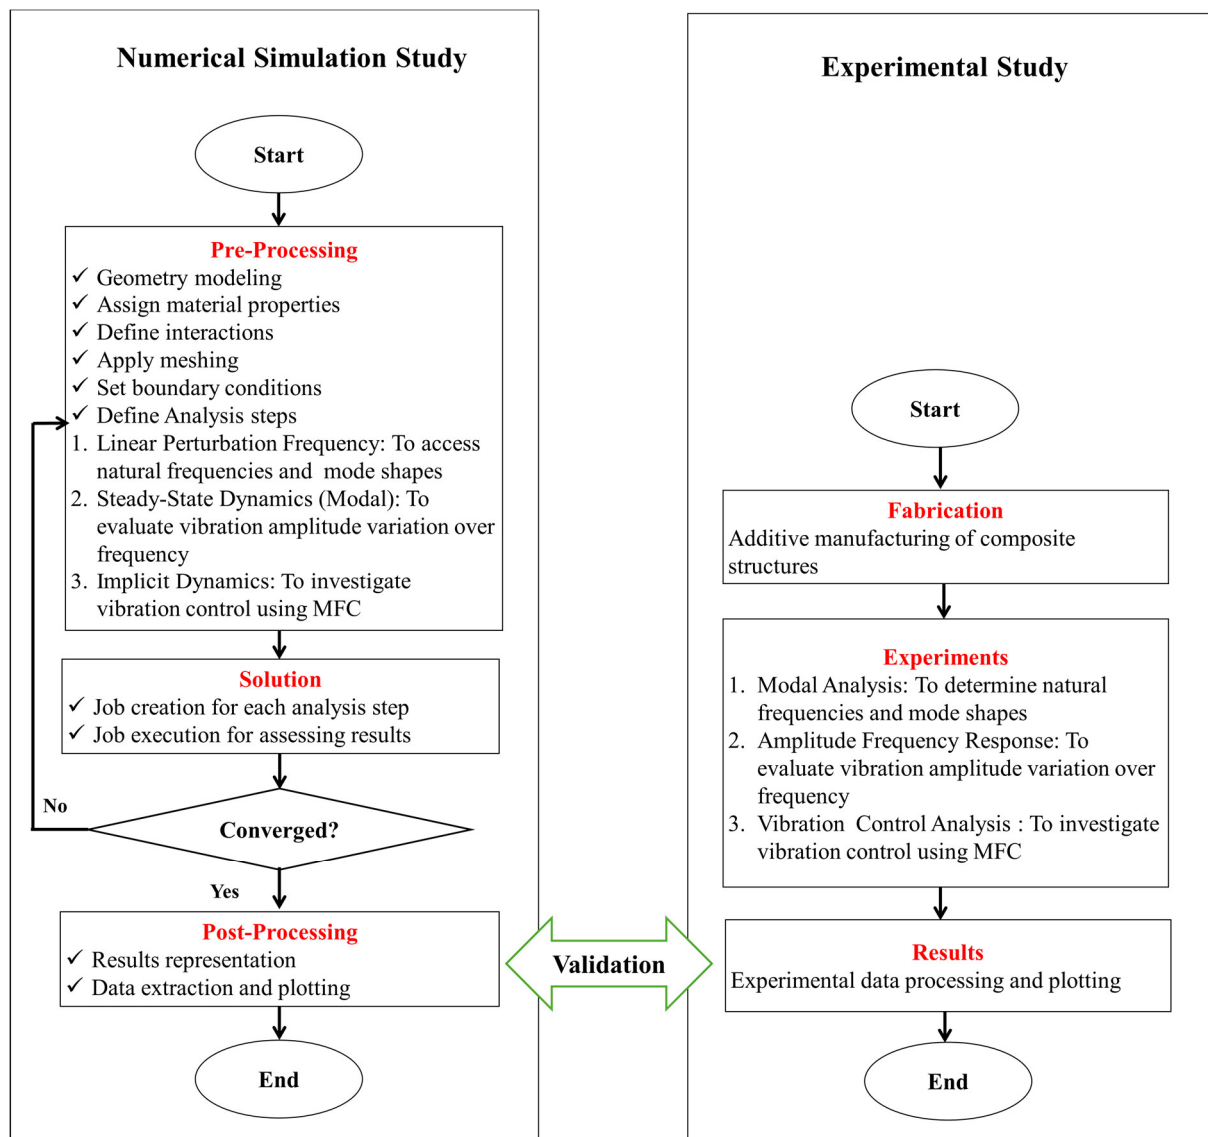 Numerical Simulation Study
Start
Pre-Processing
✓ Geometry modeling
✓ Assign material properties
✓ Define interactions
✓ Apply meshing
✓ Set boundary conditions
✓ Define Analysis steps
1. Linear Perturbation Frequency: To access
natural frequencies and mode shapes
2. Steady-State Dynamics (Modal): To
evaluate vibration amplitude variation over
frequency
3. Implicit Dynamics: To investigate
vibration control using MFC
Solution
✓ Job creation for each analysis step
✓ Job execution for assessing results
No
Converged?
Yes
Post-Processing
✓ Results representation
✓ Data extraction and plotting
End
Validation
Experimental Study
Start
Fabrication
Additive manufacturing of composite
structures
Experiments
1. Modal Analysis: To determine natural
frequencies and mode shapes
2. Amplitude Frequency Response: To
evaluate vibration amplitude variation over
frequency
3. Vibration Control Analysis : To investigate
vibration control using MFC
Results
Experimental data processing and plotting
End